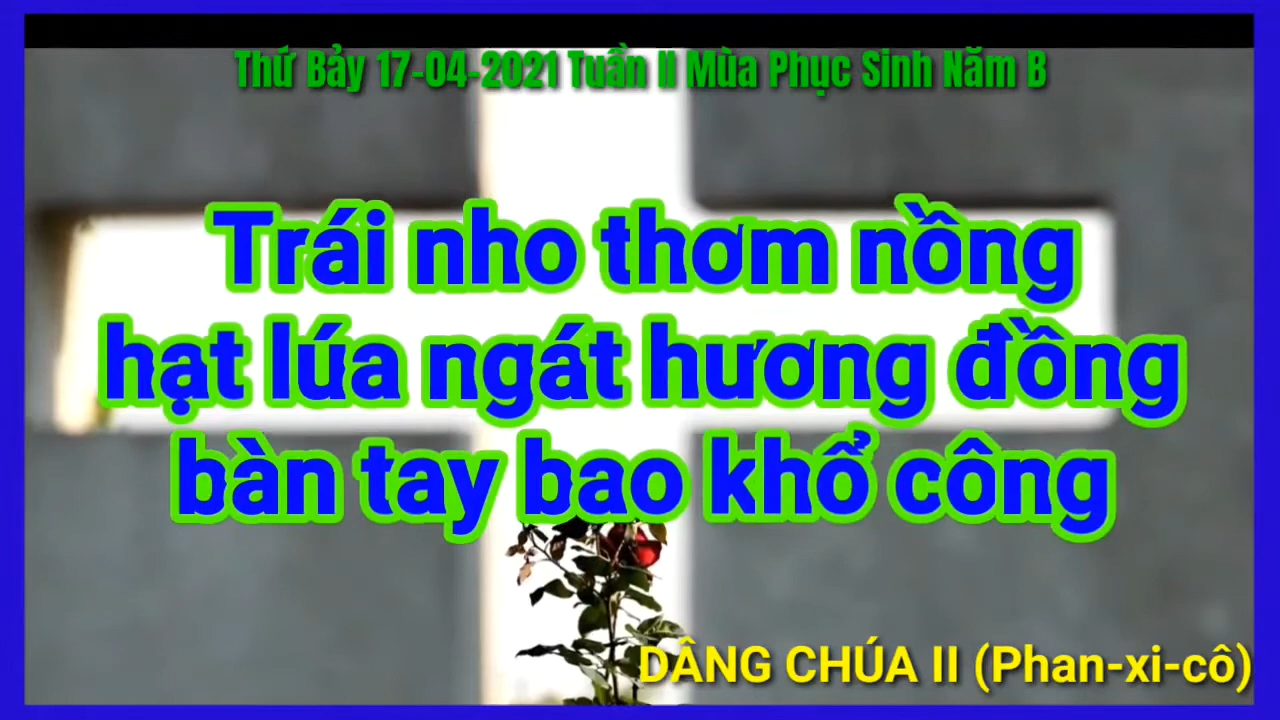 Thứ Bảy 17-04-2021 Tuần II Mùa Phục Sinh Năm B
Trái nho thơm nồng
hạt lúa ngát hương đồng
bàn tay bao khổ công
DÂNG CHÚA II (Phan-xi-cô)